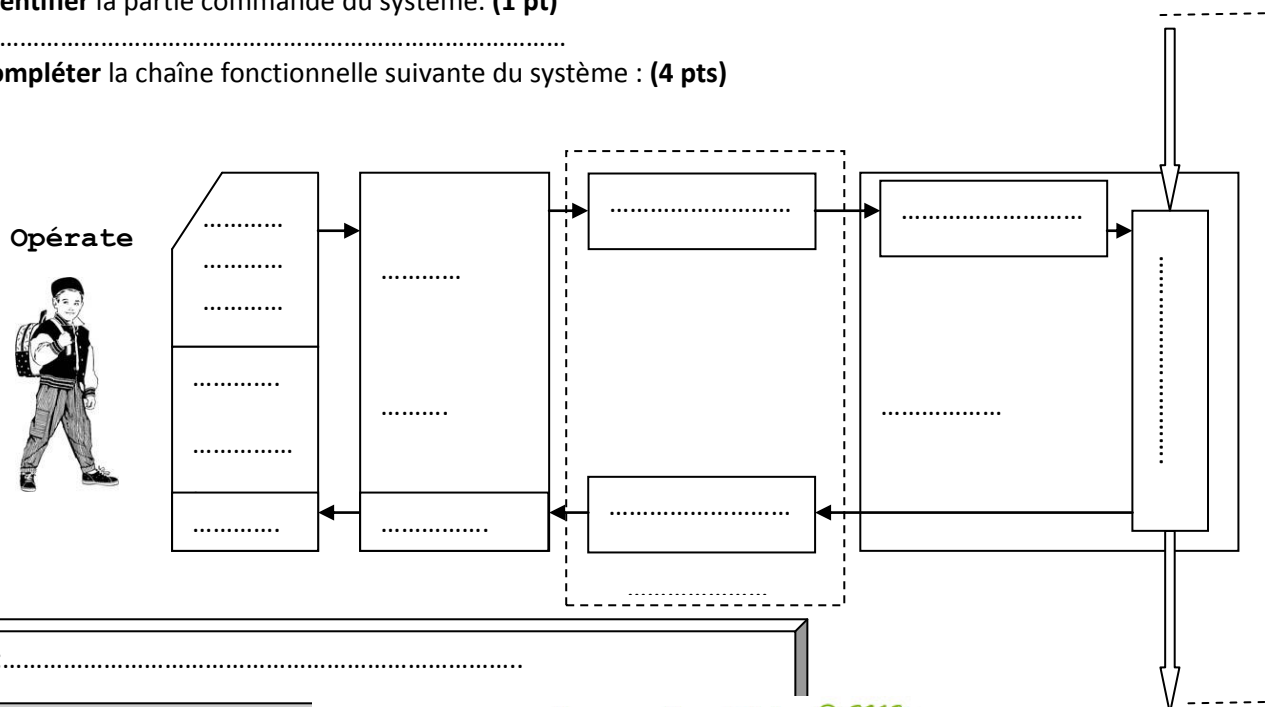 entifier la partie commande du système: (1 pt)
……………………………………………………………………………
ompléter la chaîne fonctionnelle suivante du système : (4 pts)
Opérate